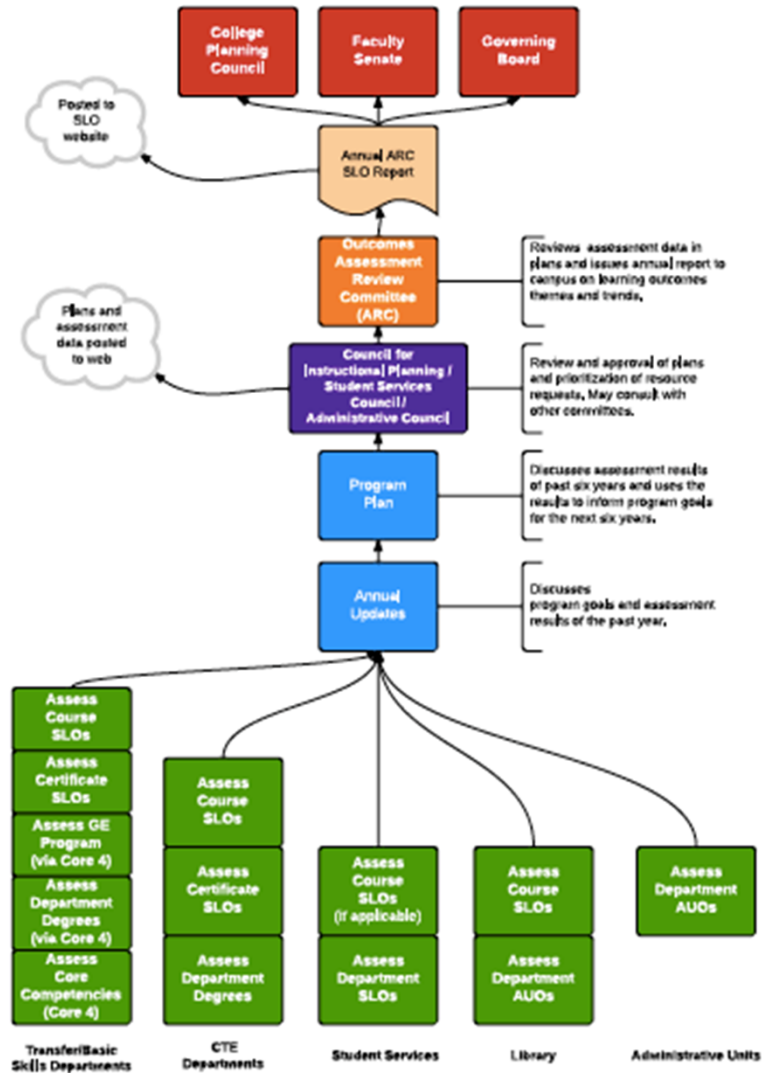 College
Planning
Council
Faculty
Senate
Governing
Board
Posted to
SLO
website
Annual ARC
SLO Report
Outcomes
Assessment
Review
Committee
(ARC)
Reviews assessment data in
plans and issues annual report to
campus on learning outcomes
themes and trends.
Plans and
assessment
data posted
to web
Council for
Instructional Planning /
Student Services
Council/
Administrative Council
Review and approval of plans
and prioritization of resource
requests. May consult with
other committees.
Program
Plan
Discusses assessment results
of past six years and uses the
results to inform program goals
for the next six years.
Annual
Updates
Discusses
program goals and assessment
results of the past year.
Assess
Course
SLOs
Assess
Certificate
SLOs
Assess GE
Program
(via Core 4)
Assess
Department
Degrees
(via Core 4)
Assess
Core
Competencies
(Core 4)
Transfer/Basic
Skills Departments
Assess
Course
SLOs
Assess
Certificate
SLOs
Assess
Department
Degrees
CTE
Departments
Assess
Course
SLOs
(if applicable)
Assess
Department
SLOs
Student Services
Assess
Course
SLOs
Assess
Department
AUOs
Library
Assess
Department
AUOs
Administrative Units